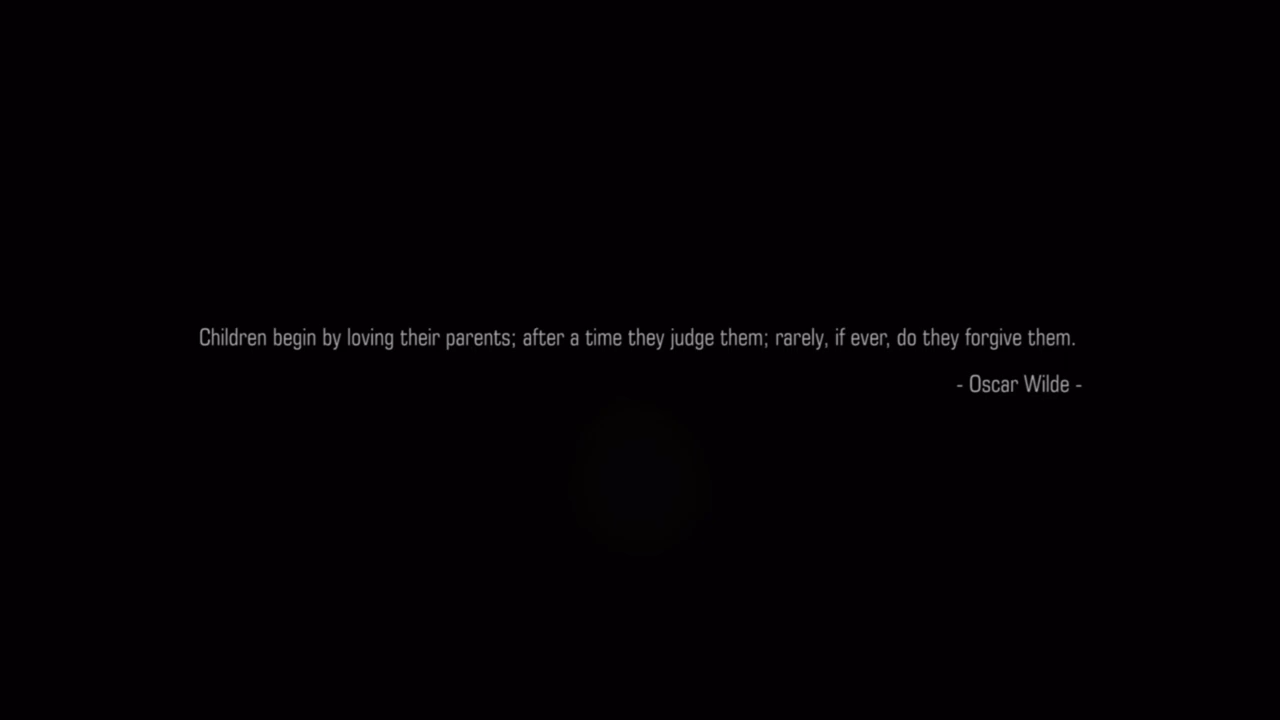 Children begin by loving their parents; after a time they judge them; rarely, if ever, do they forgive them.
- Oscar Wilde -